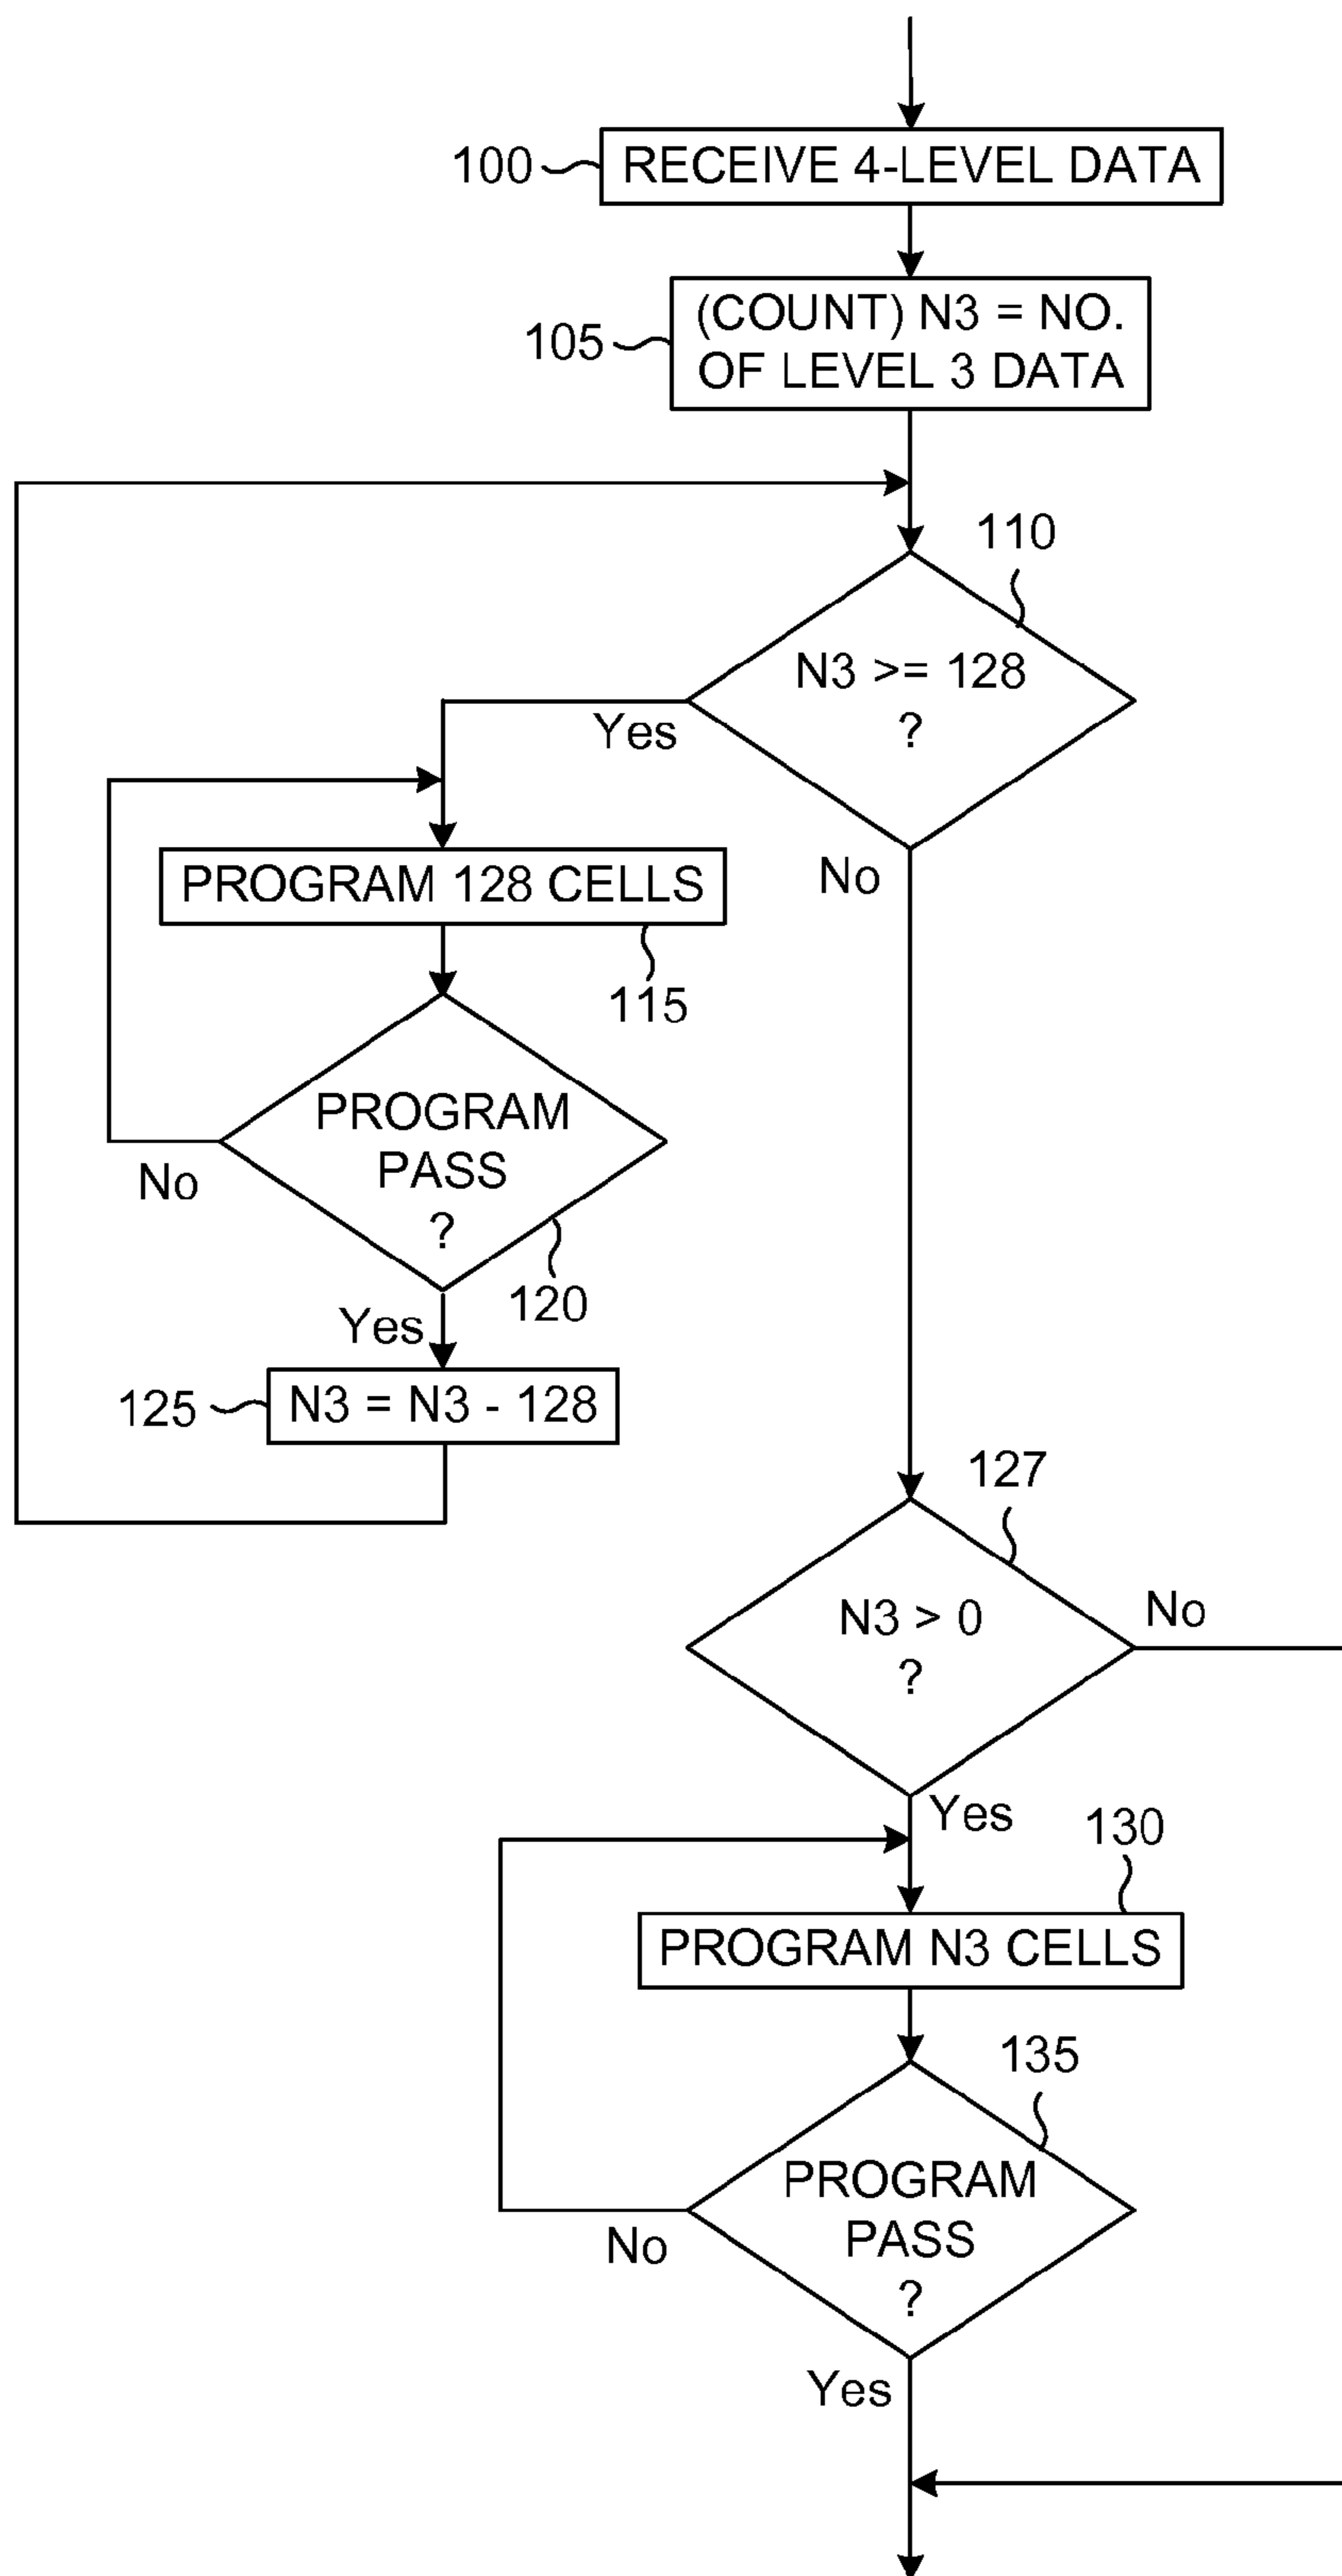 100
RECEIVE 4-LEVEL DATA
105
(COUNT) N3 = NO.
OF LEVEL 3 DATA
110
N3 >= 128
?
Yes
No
PROGRAM 128 CELLS
115
PROGRAM
PASS
?
No
120
Yes
125
N3 = N3 - 128
127
N3 > 0
?
No
Yes
130
PROGRAM N3 CELLS
135
PROGRAM
PASS
?
No
Yes